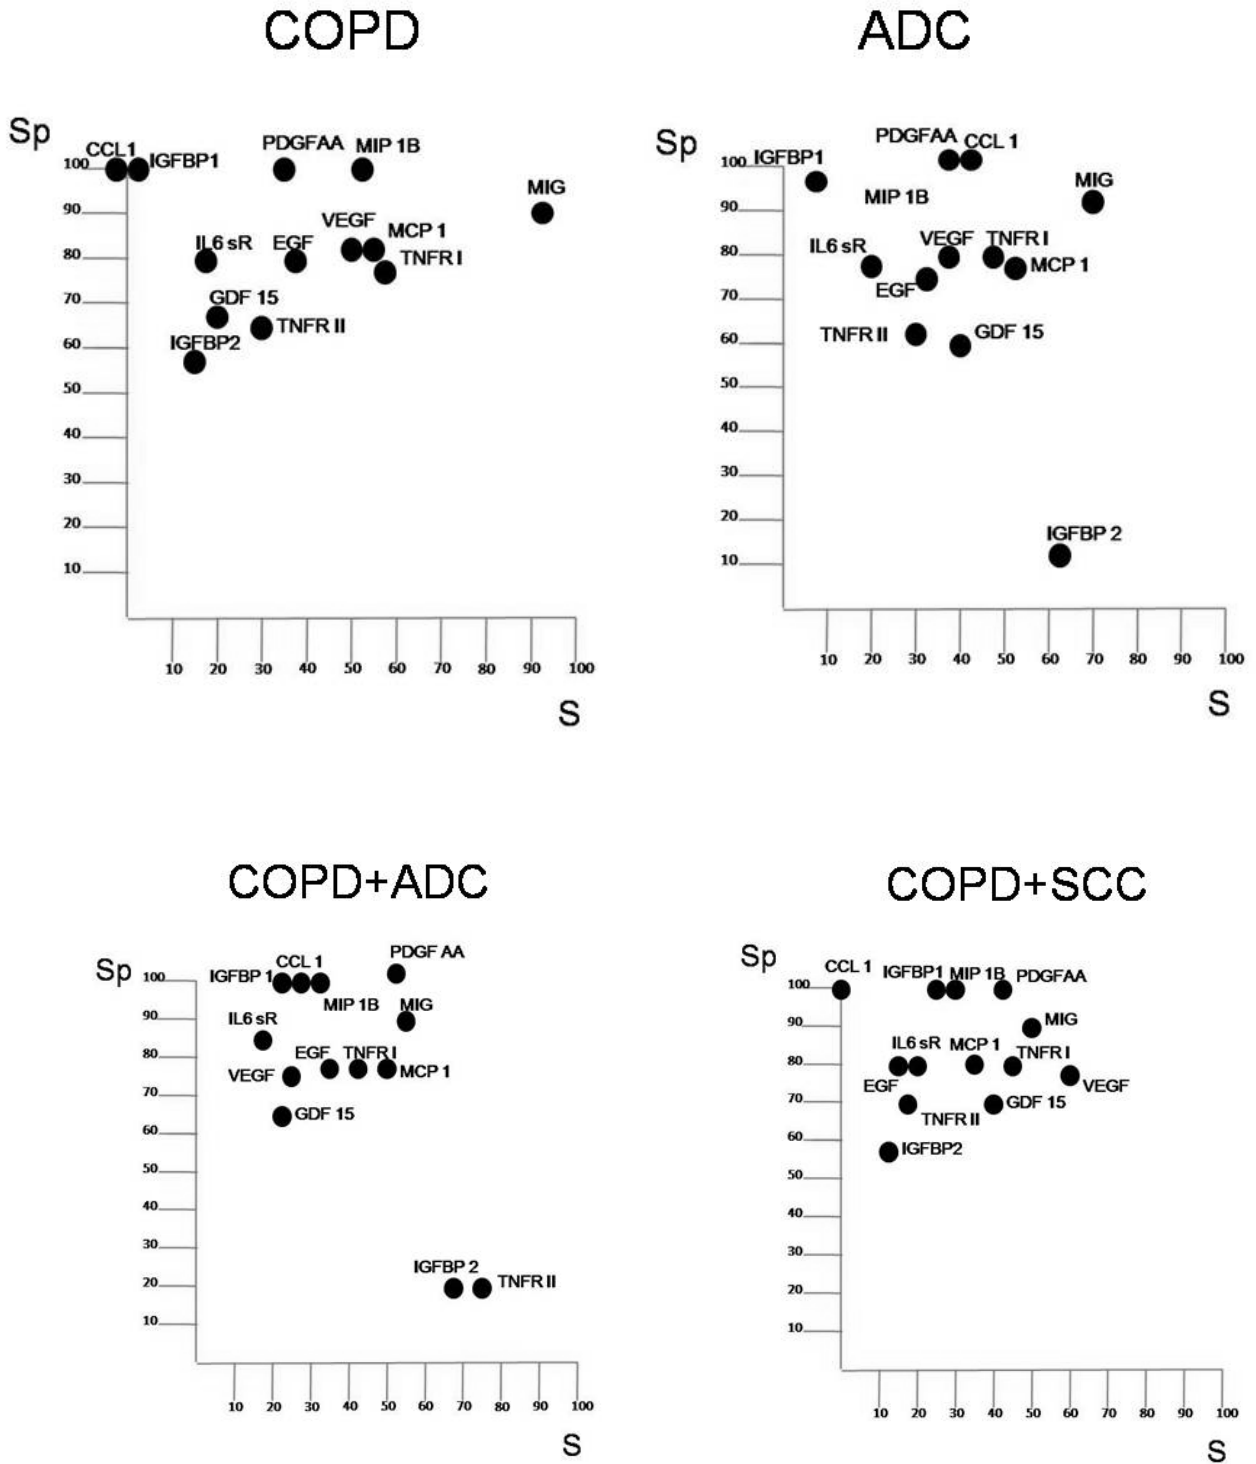 COPD
ADC
Sp
CCL1
IGFBP1
PDGFAA
MIP 1B
MIG
VEGF
MCP 1
IL6 sR
EGF
TNFR I
GDF 15
TNFR II
IGFBP2
100
90
80
70
60
50
40
30
20
10
10 20 30 40 50 60 70 80 90 100
S
Sp
PDGFAA
CCL 1
IGFBP1
MIG
MIP 1B
IL6 sR
VEGF
TNFR I
MCP 1
EGF
TNFR II
GDF 15
IGFBP 2
100
90
80
70
60
50
40
30
20
10
10 20 30 40 50 60 70 80 90 100
S
COPD+ADC
COPD+SCC
Sp
PDGF AA
CCL 1
IGFBP 1
MIP 1B
MIG
IL6 sR
EGF
TNFR I
VEGF
MCP 1
GDF 15
IGFBP 2
TNFR II
100
90
80
70
60
50
40
30
20
10
10 20 30 40 50 60 70 80 90 100
S
Sp
CCL 1
IGFBP1
MIP 1B
PDGFAA
MIG
IL6 sR
MCP 1
TNFR I
EGF
VEGF
TNFR II
GDF 15
IGFBP2
100
90
80
70
60
50
40
30
20
10
10 20 30 40 50 60 70 80 90 100
S